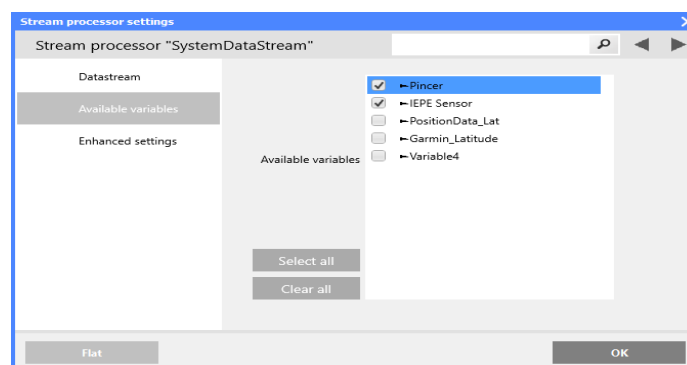 Stream processor settings
Stream processor "SystemDataStream"
Datastream
Available variables
Enhanced settings
Available variables
Pincer
IEPE Sensor
PositionData_Lat
Garmin_Latitude
Variable4
Select all
Clear all
Flat
OK